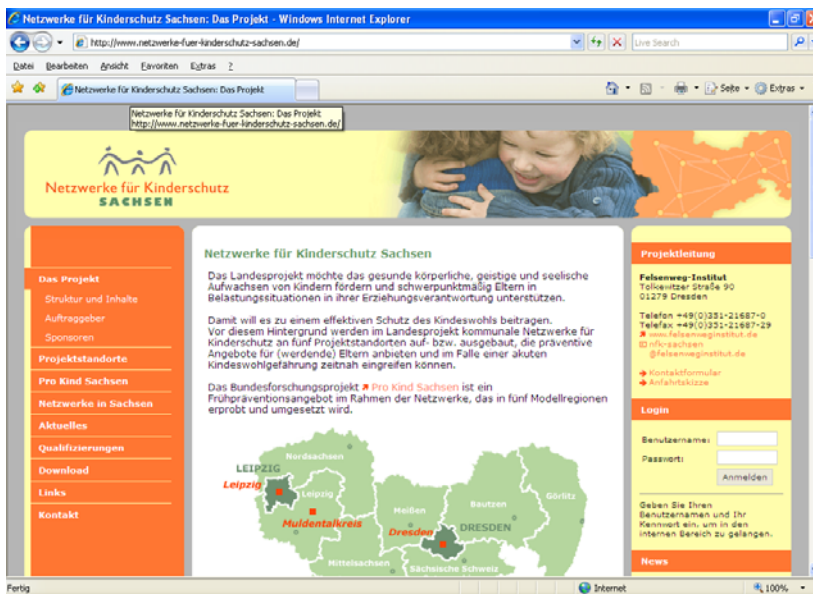 Netzwerke für Kinderschutz Sachsen: Das Projekt - Windows Internet Explorer
http://www.netzwerke-fuer-kinderschutz-sachsen.de/
Live Search
Datei Bearbeiten Ansicht Favoriten Extras ?
Netzwerke für Kinderschutz Sachsen: Das Projekt
Seite Extras
Netzwerke für Kinderschutz Sachsen: Das Projekt
http://www.netzwerke-fuer-kinderschutz-sachsen.de/
Netzwerke für Kinderschutz
SACHSEN
Das Projekt
Struktur und Inhalte
Auftraggeber
Sponsoren
Projektstandorte
Pro Kind Sachsen
Netzwerke in Sachsen
Aktuelles
Qualifizierungen
Download
Links
Kontakt
Netzwerke für Kinderschutz Sachsen
Das Landesprojekt möchte das gesunde körperliche, geistige und seelische
Aufwachsen von Kindern fördern und schwerpunktmäßig Eltern in
Belastungssituationen in ihrer Erziehungsverantwortung unterstützen.
Damit will es zu einem effektiven Schutz des Kindeswohls beitragen.
Vor diesem Hintergrund werden im Landesprojekt kommunale Netzwerke für
Kinderschutz an fünf Projektstandorten auf- bzw. ausgebaut, die präventive
Angebote für (werdende) Eltern anbieten und im Falle einer akuten
Kindeswohlgefährdung zeitnah eingreifen können.
Das Bundesforschungsprojekt Pro Kind Sachsen ist ein
Frühpräventionsangebot im Rahmen der Netzwerke, das in fünf Modellregionen
erprobt und umgesetzt wird.
Nordsachsen
LEIPZIG
Leipzig
Leipzig
Muldentalkreis
Meißen
Dresden
DRESDEN
Bautzen
Görlitz
Mittelsachsen
Sächsische Schweiz
Projektleitung
Felsenweg-Institut
Tolkewitzer Straße 90
01279 Dresden
Telefon +49(0)351-21687-0
Telefax +49(0)351-21687-29
www.felsenweginstitut.de
nfk-sachsen
@felsenweginstitut.de
Kontaktformular
Anfahrtskizze
Login
Benutzername:
Passwort:
Anmelden
Geben Sie Ihren
Benutzernamen und Ihr
Kennwort ein, um in den
internen Bereich zu gelangen.
News
Fertig
Internet
100%